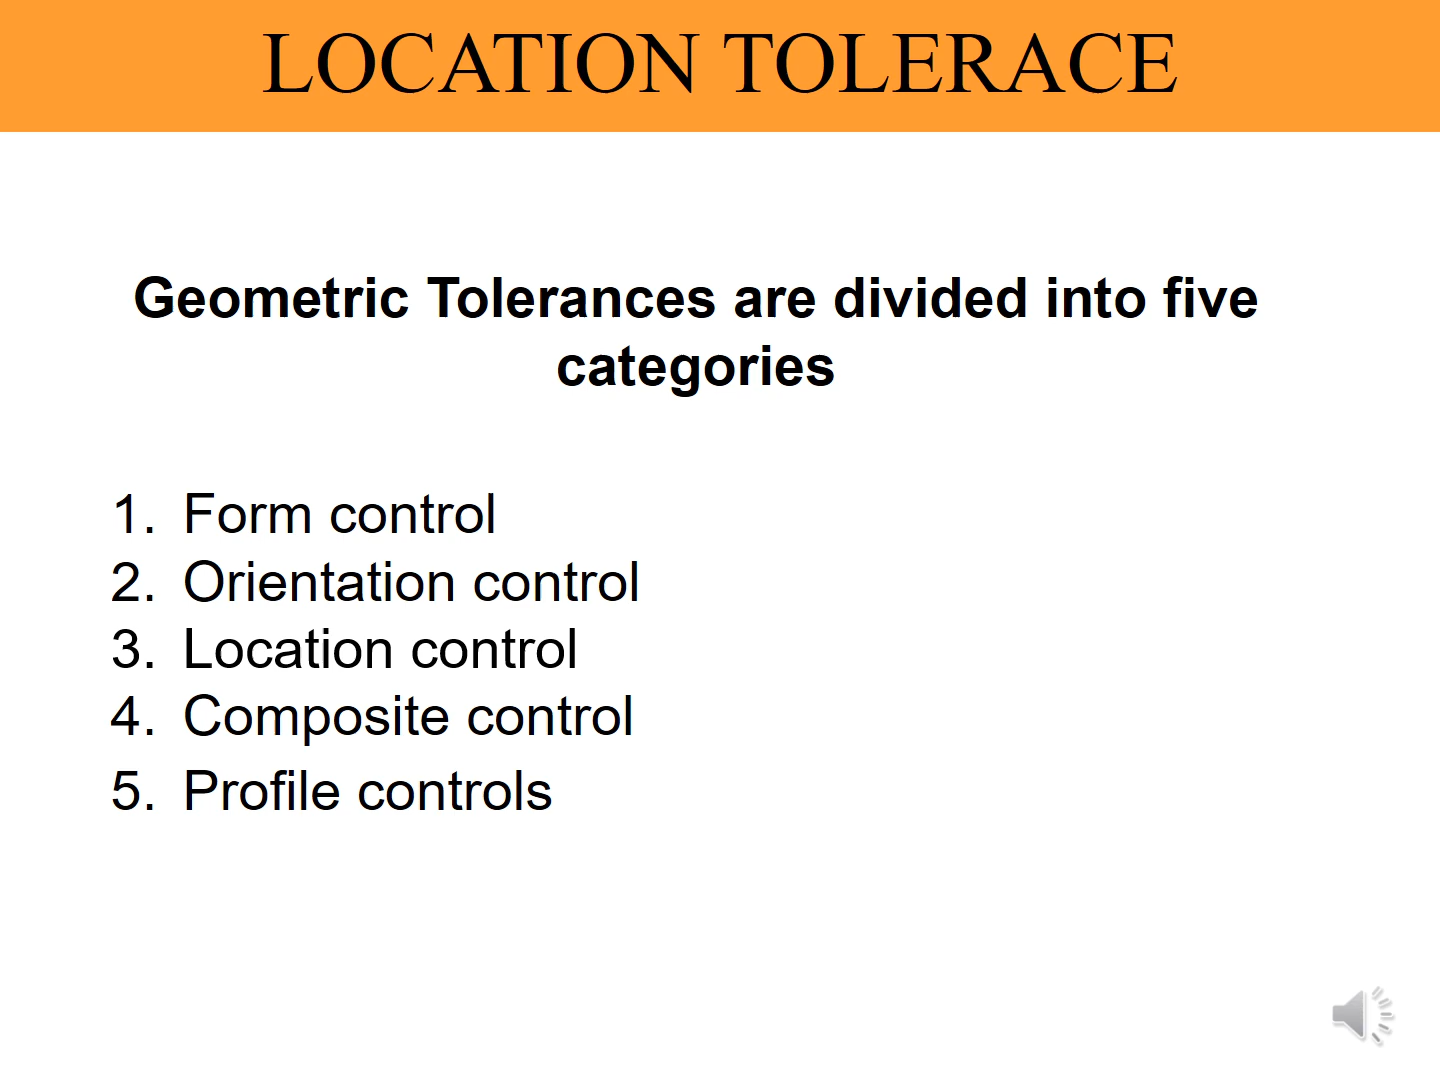 LOCATION TOLERACE
Geometric Tolerances are divided into five
categories
1. Form control
2. Orientation control
3. Location control
4. Composite control
5. Profile controls